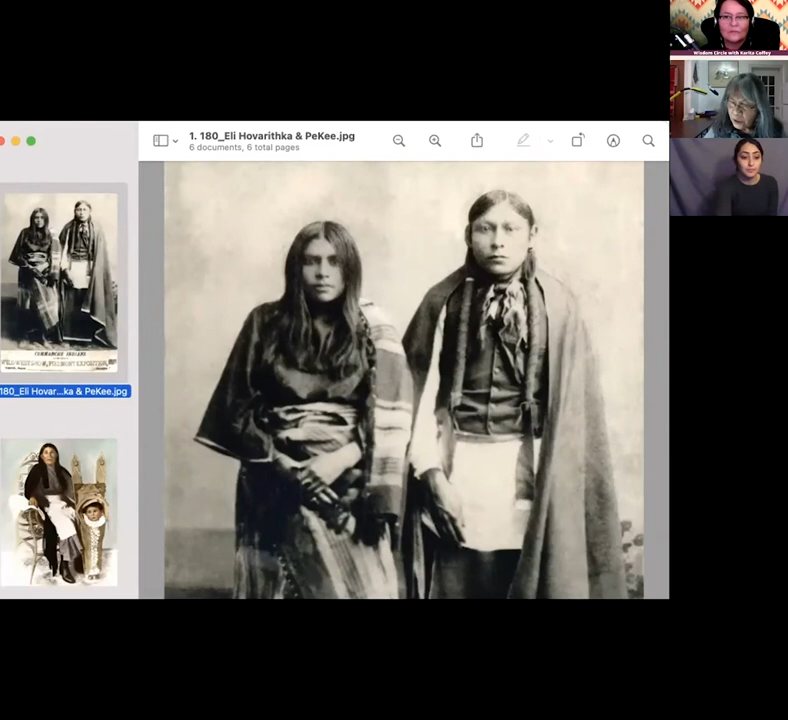 1. 180_Eli Hovarithka & PeKee.jpg
6 documents, 6 total pages
COMMANCHE INDIANS
180_Eli Hovar...ka & PeKee.jpg
Wisdom Circle with Karita Coffey